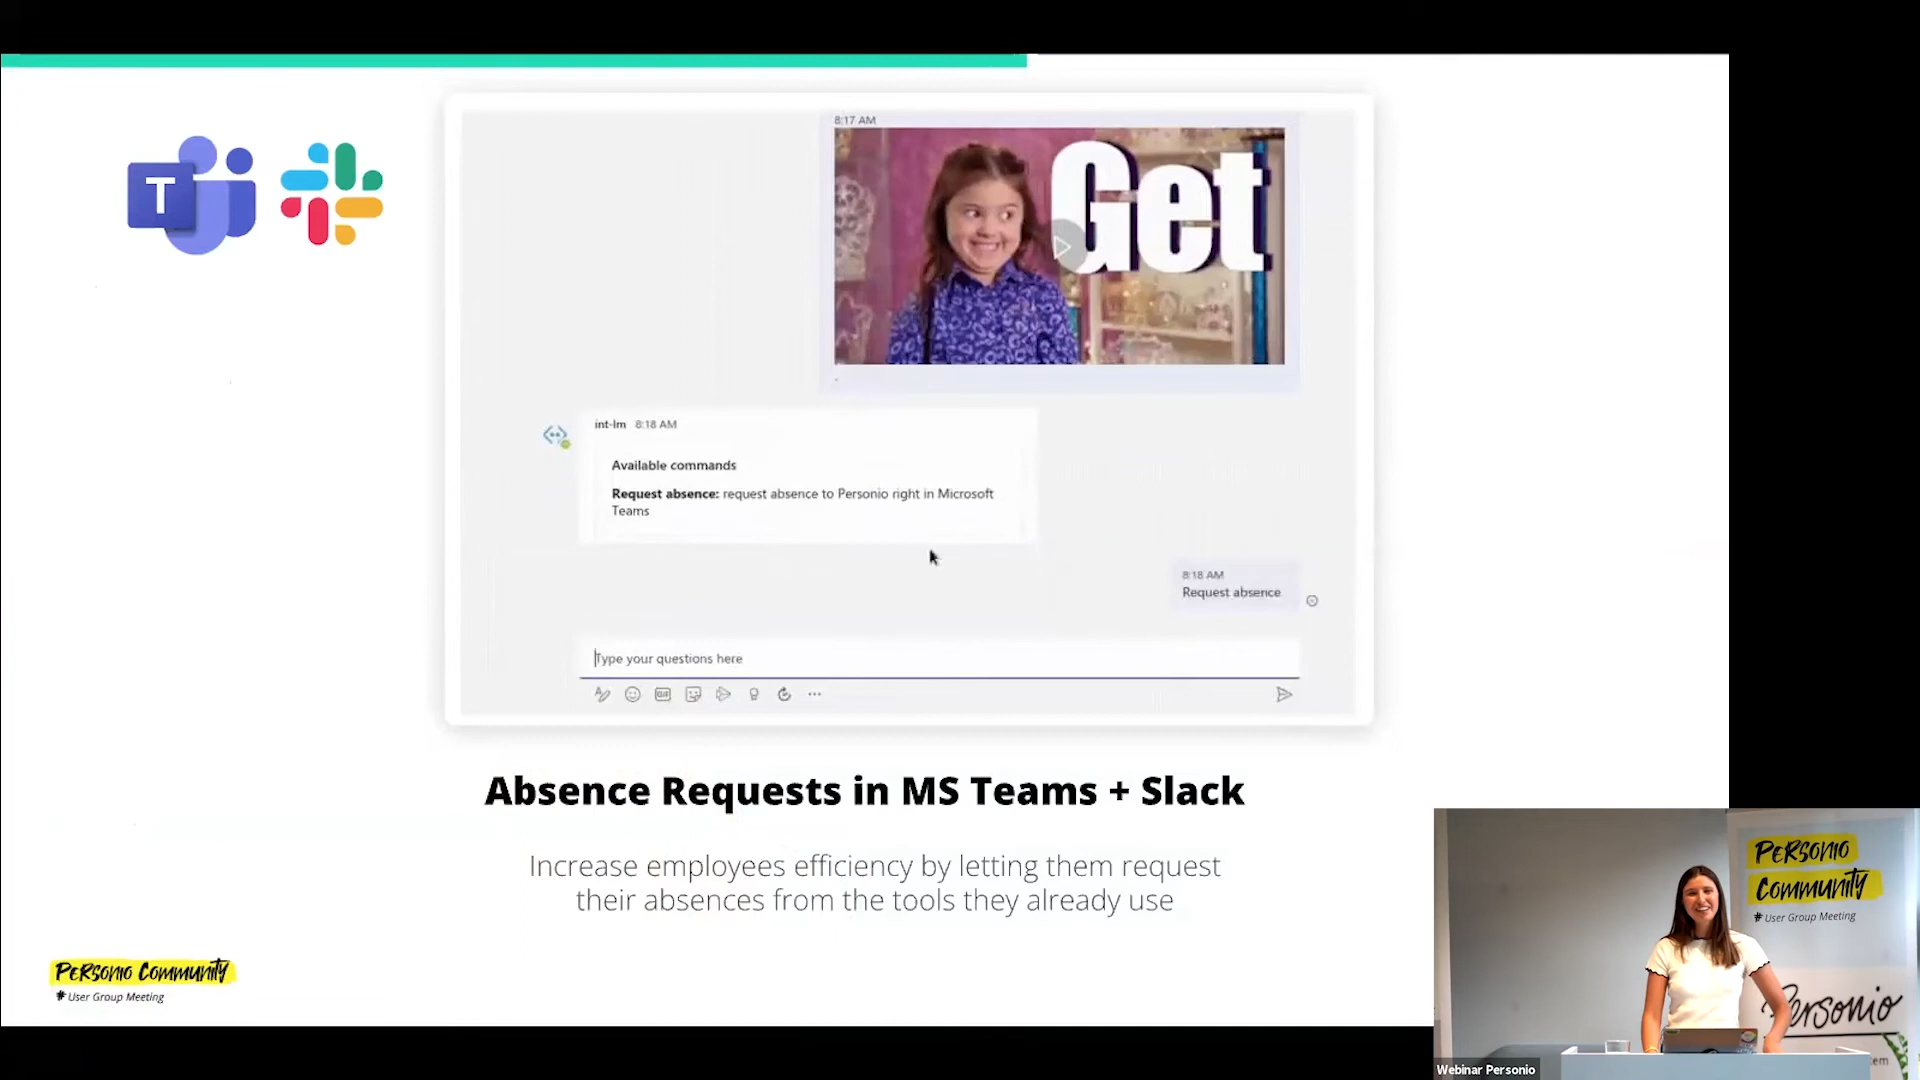 T
8:17 AM
Get
int-lm 8:18 AM
Available commands
Request absence: request absence to Personio right in Microsoft
Teams
8:18 AM
Request absence
Type your questions here
GIF
Absence Requests in MS Teams + Slack
Increase employees efficiency by letting them request
their absences from the tools they already use
Personio Community
# User Group Meeting
Personio
Community
# User Group Meeting
Personio
Webinar Personio